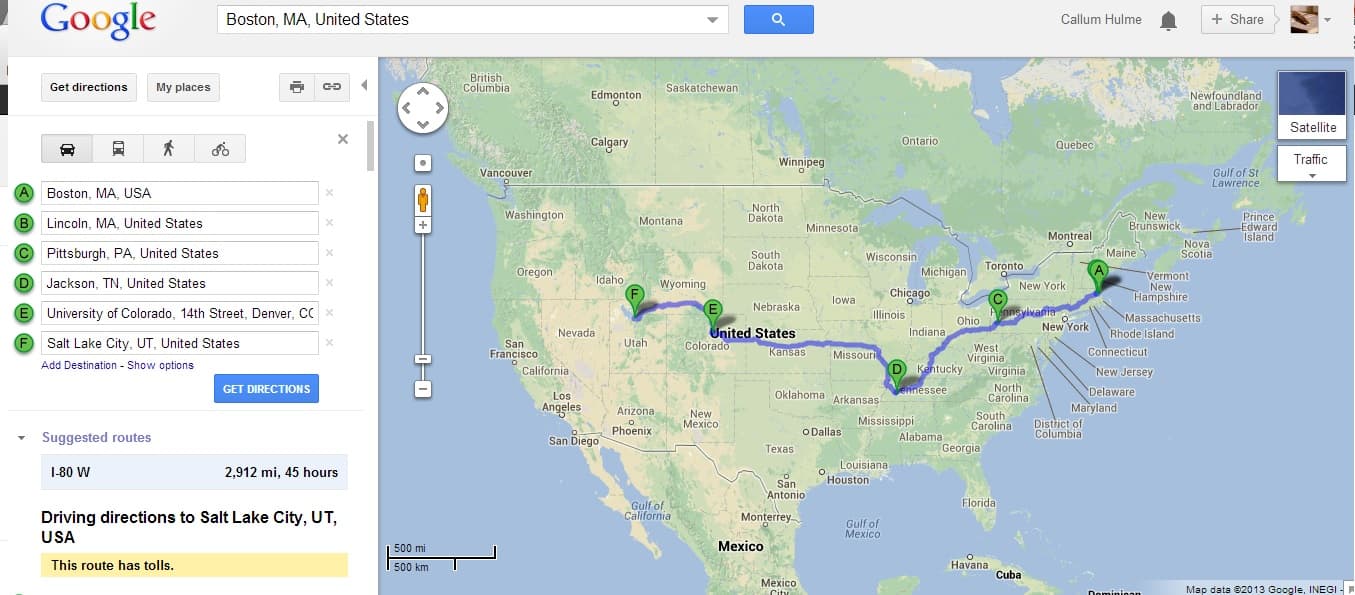 Google
Boston, MA, United States
Callum Hulme
+ Share
Get directions
My places
A Boston, MA, USA
B Lincoln, MA, United States
C Pittsburgh, PA, United States
D Jackson, TN, United States
E University of Colorado, 14th Street, Denver, CO
F Salt Lake City, UT, United States
Add Destination - Show options
GET DIRECTIONS
Suggested routes
I-80 W 2,912 mi, 45 hours
Driving directions to Salt Lake City, UT,
USA
This route has tolls.
Satellite
Traffic
British
Columbia
Edmonton
Saskatchewan
Newfoundland
and Labrador
Calgary
Ontario
Quebec
Winnipeg
Vancouver
Gulf of St
Lawrence
Washington
Montana
North
Dakota
Minnesota
Montreal
New
Brunswick
Prince
Edward
Island
Nova
Scotia
Maine
Oregon
Idaho
Wyoming
South
Dakota
Wisconsin
Michigan
Toronto
New York
Vermont
New
Hampshire
A
F
E
C
Nebraska
Iowa
Chicago
Illinois
Indiana
Ohio
Pennsylvania
New York
Massachusetts
Rhode Island
Connecticut
Nevada
Utah
Colorado
United States
Kansas
Missouri
West
Virginia
Virginia
New Jersey
Delaware
Maryland
District of
Columbia
San
Francisco
California
D
Kentucky
Tennessee
North
Carolina
Los
Angeles
Arizona
Phoenix
New
Mexico
Oklahoma
Arkansas
Mississippi
South
Carolina
San Diego
Dallas
Alabama
Georgia
Texas
Louisiana
San
Antonio
Houston
Gulf of
California
Monterrey
Gulf of
Mexico
Florida
Mexico
Havana
Cuba
Mexico
City
Dominican
500 mi
500 km
Map data ©2013 Google, INEGI -